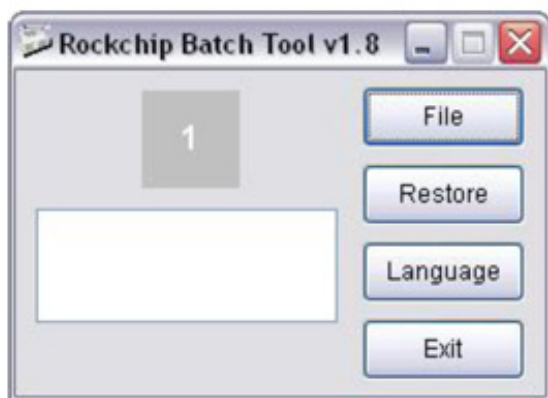 Rockchip Batch Tool v1.8
1
File
Restore
Language
Exit